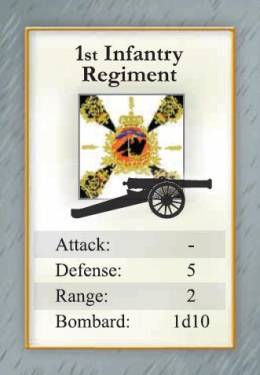 1st Infantry
Regiment
Attack: -
Defense: 5
Range: 2
Bombard: 1d10